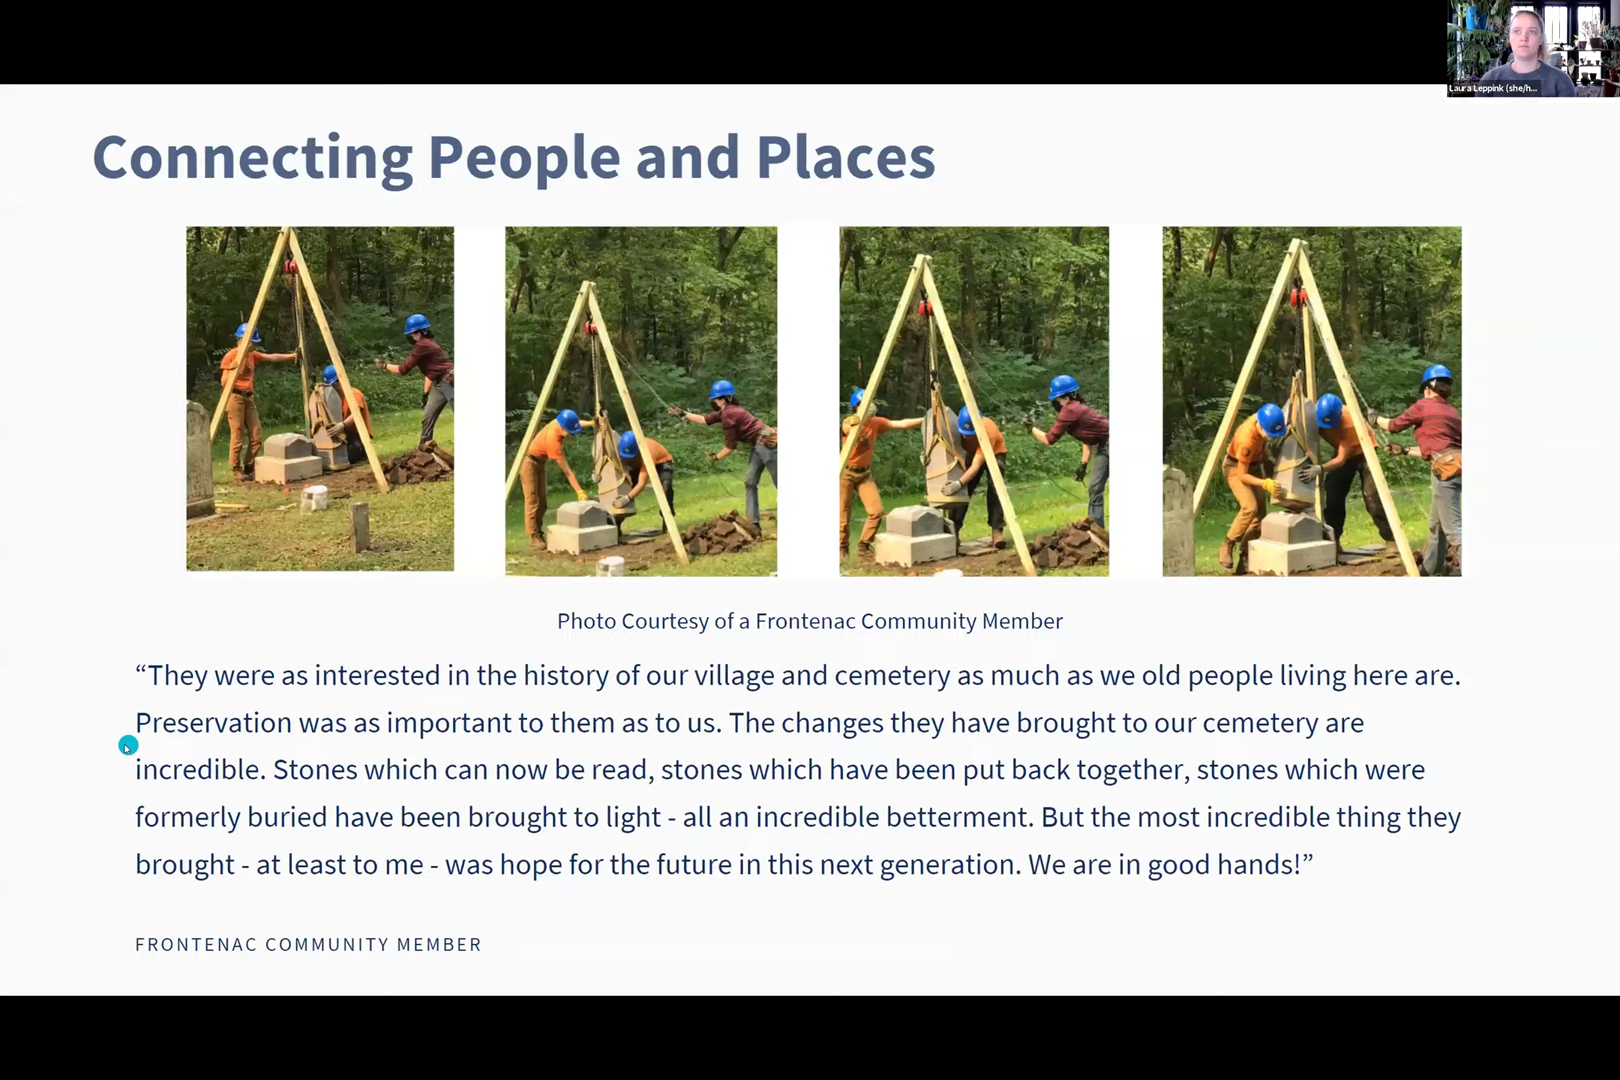 Laura Leppink (she/h...
Connecting People and Places
Photo Courtesy of a Frontenac Community Member
“They were as interested in the history of our village and cemetery as much as we old people living here are.
Preservation was as important to them as to us. The changes they have brought to our cemetery are
incredible. Stones which can now be read, stones which have been put back together, stones which were
formerly buried have been brought to light - all an incredible betterment. But the most incredible thing they
brought - at least to me - was hope for the future in this next generation. We are in good hands!”
FRONTENAC COMMUNITY MEMBER